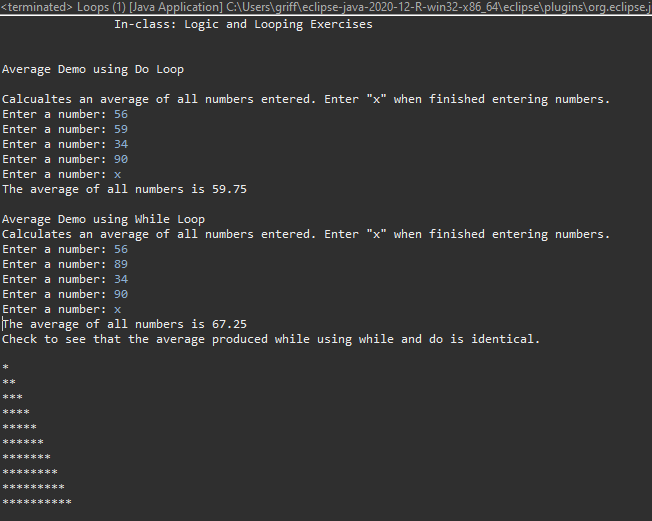 <terminated> Loops (1) [Java Application] C:\Users\griff\eclipse-java-2020-12-R-win32-x86_64\eclipse\plugins\org.eclipse.j
In-class: Logic and Looping Exercises
Average Demo using Do Loop
Calcualtes an average of all numbers entered. Enter "x" when finished entering numbers.
Enter a number: 56
Enter a number: 59
Enter a number: 34
Enter a number: 90
Enter a number: x
The average of all numbers is 59.75
Average Demo using While Loop
Calculates an average of all numbers entered. Enter "x" when finished entering numbers.
Enter a number: 56
Enter a number: 89
Enter a number: 34
Enter a number: 90
Enter a number: x
The average of all numbers is 67.25
Check to see that the average produced while using while and do is identical.
*
**
***
****
*****
******
*******
********
*********
**********